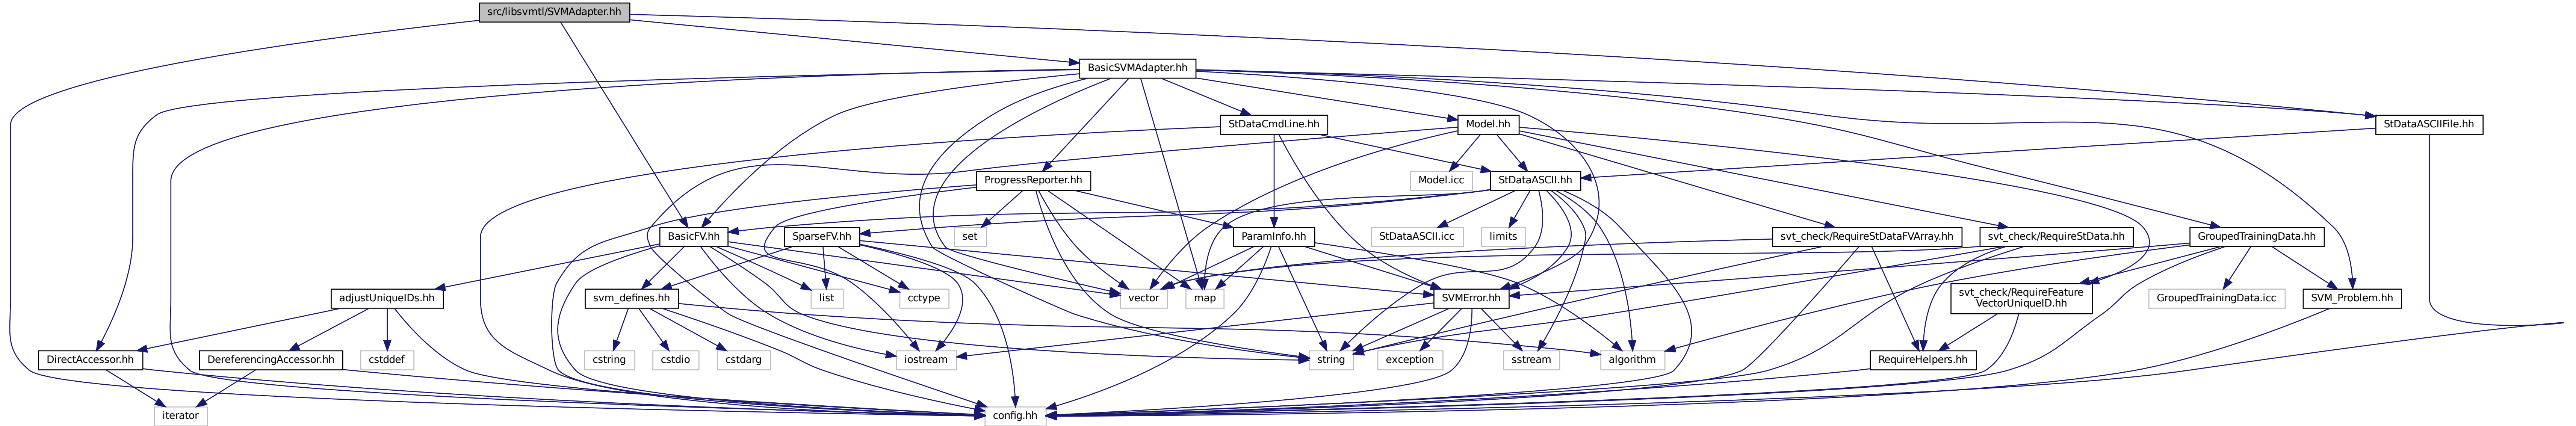 src/libsvmtl/SVMAdapter.hh
BasicSVMAdapter.hh
StDataCmdLine.hh
Model.hh
StDataASCIIFile.hh
ProgressReporter.hh
Model.icc
StDataASCII.hh
BasicFV.hh
SparseFV.hh
set
ParamInfo.hh
StDataASCII.icc
limits
svt_check/RequireStDataFVArray.hh
svt_check/RequireStData.hh
GroupedTrainingData.hh
adjustUniqueIDs.hh
svm_defines.hh
list
cctype
vector
map
SVMError.hh
svt_check/RequireFeature
VectorUniqueID.hh
GroupedTrainingData.icc
SVM_Problem.hh
DirectAccessor.hh
DereferencingAccessor.hh
cstddef
cstring
cstdio
cstdarg
iostream
string
exception
sstream
algorithm
RequireHelpers.hh
iterator
config.hh